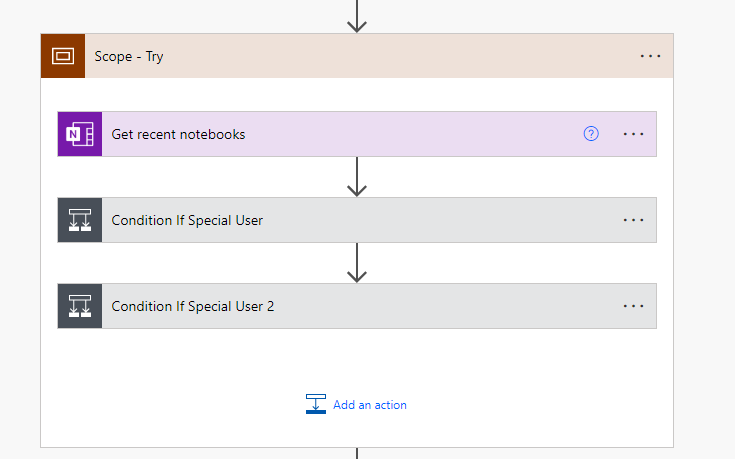 Scope - Try
N
Get recent notebooks
?
Condition If Special User
Condition If Special User 2
Add an action